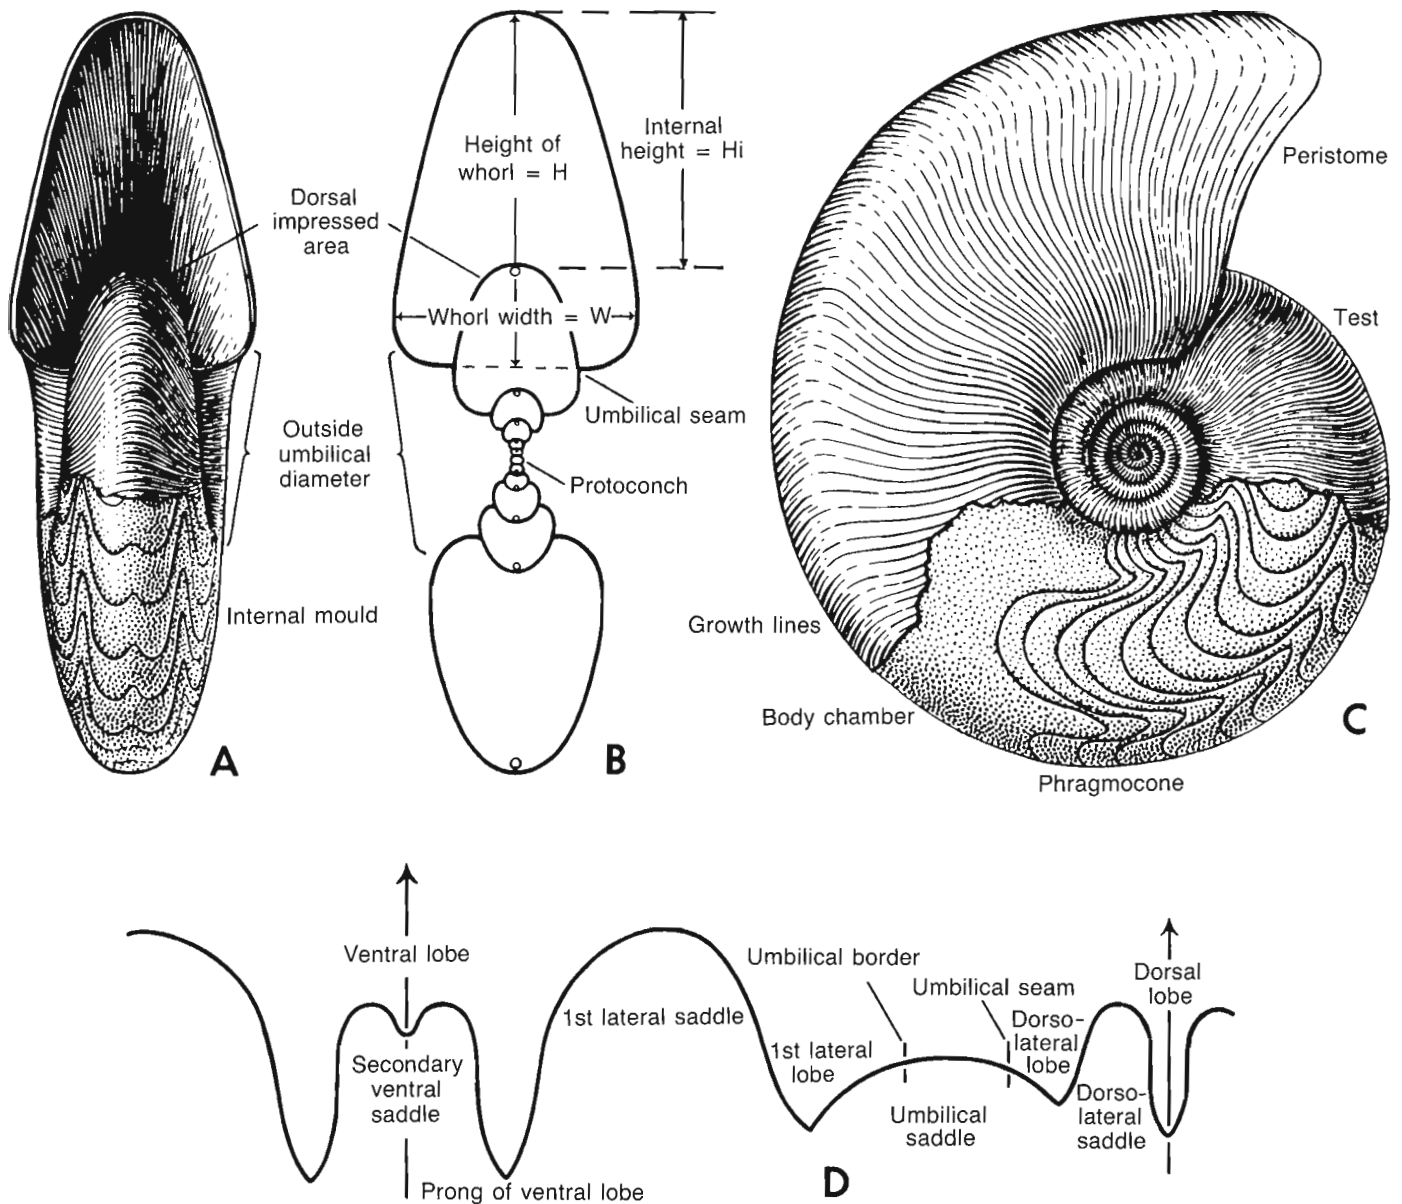 Height of
whorl = H
Internal
height = Hi
Peristome
Dorsal
impressed
area
Whorl width = W
Test
Umbilical seam
Outside
umbilical
diameter
Protoconch
Internal mould
Growth lines
Body chamber
Phragmocone
A
B
C
Ventral lobe
Secondary
ventral
saddle
Prong of ventral lobe
1st lateral saddle
Umbilical border
Umbilical seam
1st lateral
lobe
Umbilical
saddle
Dorso-
lateral
lobe
Dorso-
lateral
saddle
Dorsal
lobe
D